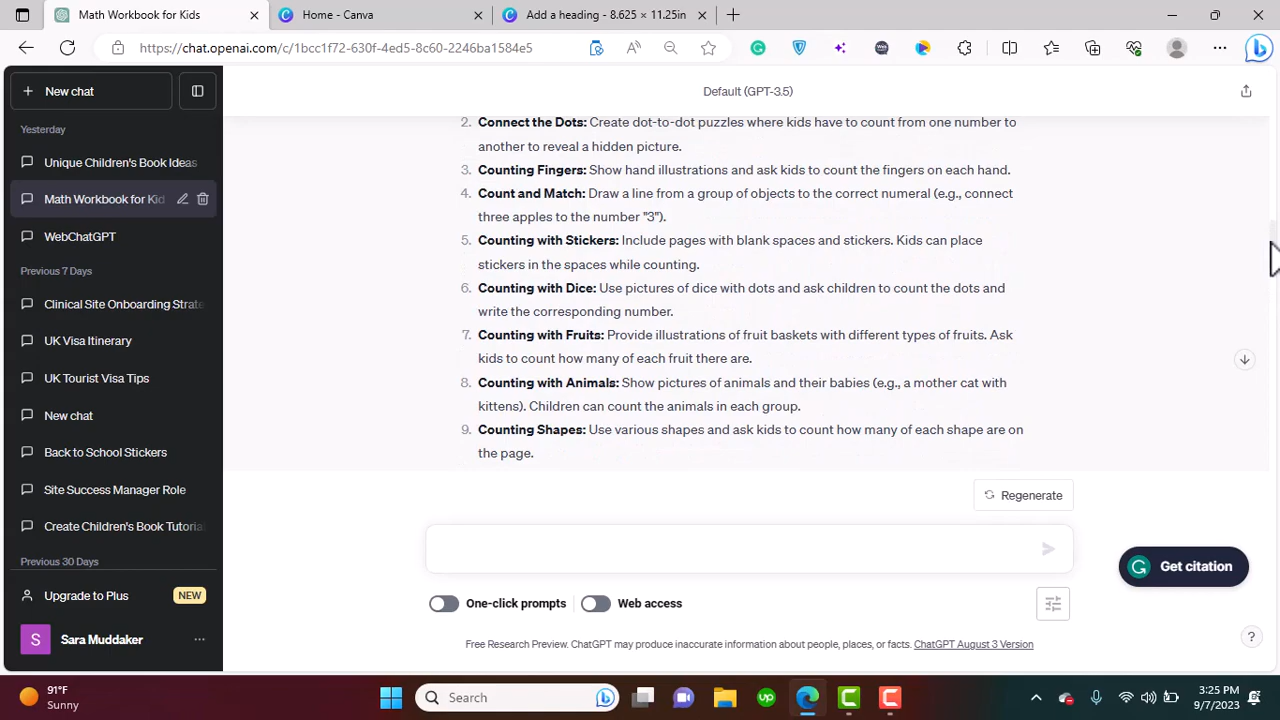 Math Workbook for Kids
Home - Canva
Add a heading - 8.625 × 11.25in
https://chat.openai.com/c/1bcc1f72-630f-4ed5-8c60-2246ba1584e5
New chat
Default (GPT-3.5)
Yesterday
Unique Children's Book Ideas
Math Workbook for Kid
WebChatGPT
Previous 7 Days
Clinical Site Onboarding Strate
UK Visa Itinerary
UK Tourist Visa Tips
New chat
Back to School Stickers
Site Success Manager Role
Create Children's Book Tutoria
Previous 30 Days
Upgrade to Plus NEW
S Sara Muddaker ...
2. Connect the Dots: Create dot-to-dot puzzles where kids have to count from one number to
another to reveal a hidden picture.
3. Counting Fingers: Show hand illustrations and ask kids to count the fingers on each hand.
4. Count and Match: Draw a line from a group of objects to the correct numeral (e.g., connect
three apples to the number "3").
5. Counting with Stickers: Include pages with blank spaces and stickers. Kids can place
stickers in the spaces while counting.
6. Counting with Dice: Use pictures of dice with dots and ask children to count the dots and
write the corresponding number.
7. Counting with Fruits: Provide illustrations of fruit baskets with different types of fruits. Ask
kids to count how many of each fruit there are.
8. Counting with Animals: Show pictures of animals and their babies (e.g., a mother cat with
kittens). Children can count the animals in each group.
9. Counting Shapes: Use various shapes and ask kids to count how many of each shape are on
the page.
Regenerate
Get citation
One-click prompts Web access
Free Research Preview. ChatGPT may produce inaccurate information about people, places, or facts. ChatGPT August 3 Version
?
91°F
Sunny
Search
up
3:25 PM
9/7/2023